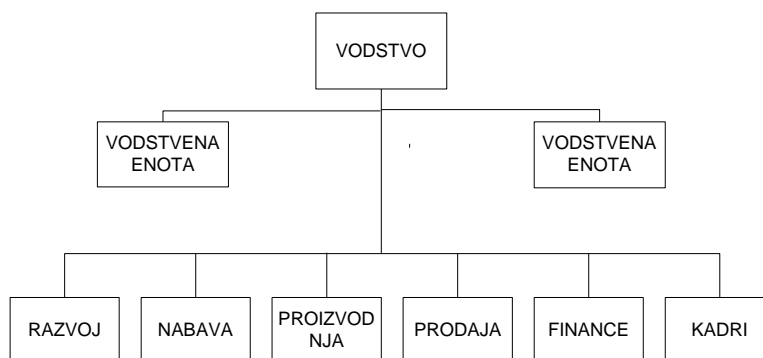 VODSTVO
VODSTVENA
ENOTA
VODSTVENA
ENOTA
RAZVOJ
NABAVA
PROIZVOD
NJA
PRODAJA
FINANCE
KADRI